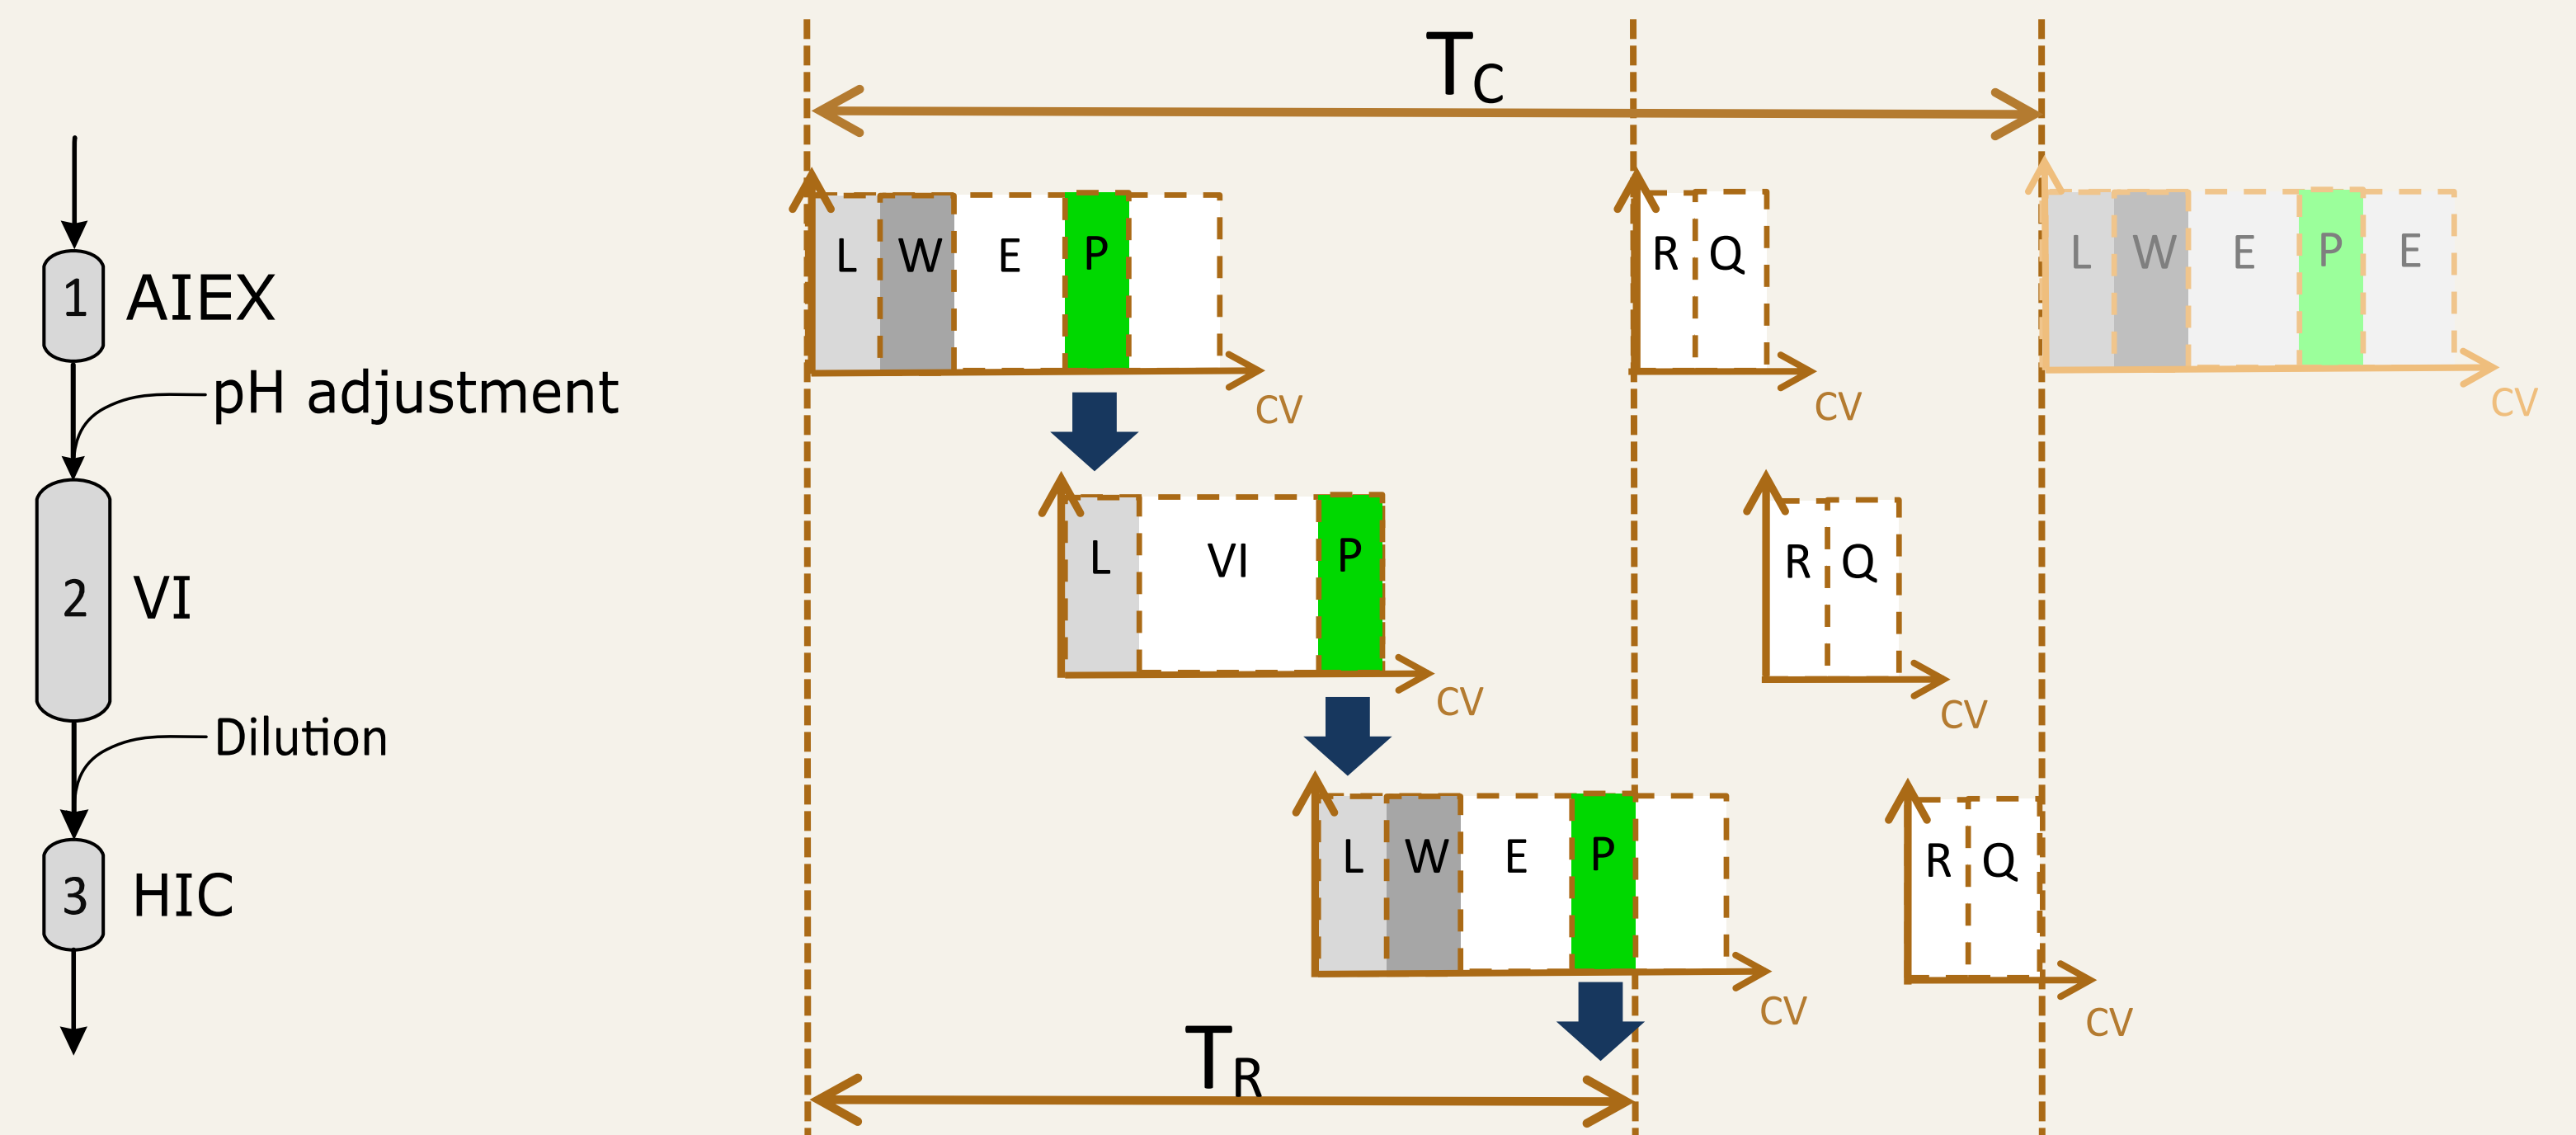 T_C
L W E P
R Q
L W E P E
1 AIEX
CV
CV
CV
pH adjustment
L VI P
R Q
2 VI
CV
CV
Dilution
L W E P
R Q
3 HIC
CV
CV
T_R